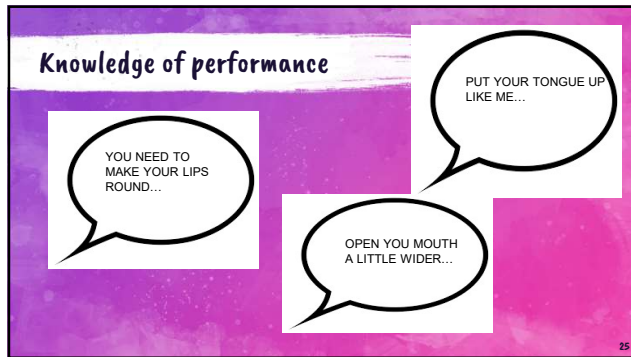 Knowledge of performance
PUT YOUR TONGUE UP
LIKE ME…
YOU NEED TO
MAKE YOUR LIPS
ROUND…
OPEN YOU MOUTH
A LITTLE WIDER…
25